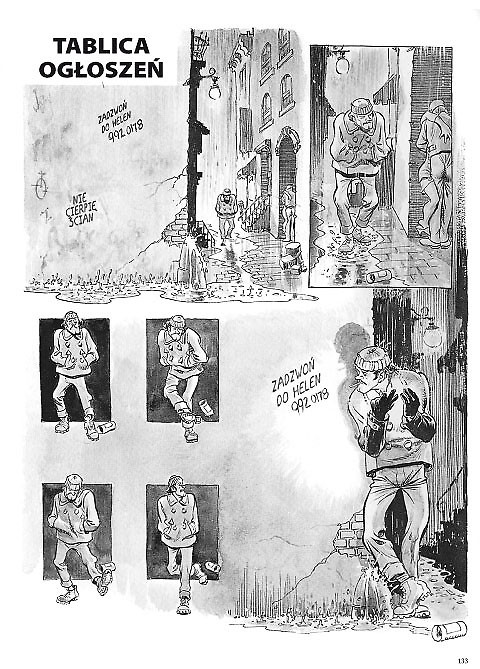 TABLICA
OGŁOSZEŃ
ZADZWOŃ
DO HELEN
992 0178
NIE
CIERPIĘ
ŚCIAN
ZADZWOŃ
DO HELEN
992 0178
133